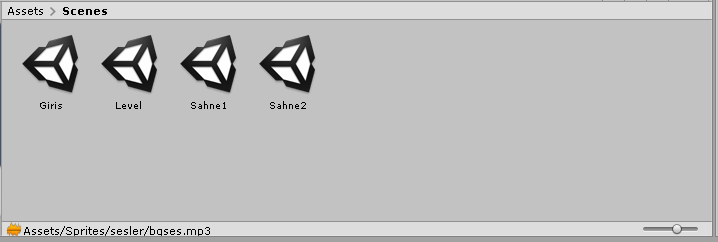 Assets > Scenes
Giris Level Sahne1 Sahne2
Assets/Sprites/sesler/bgses.mp3